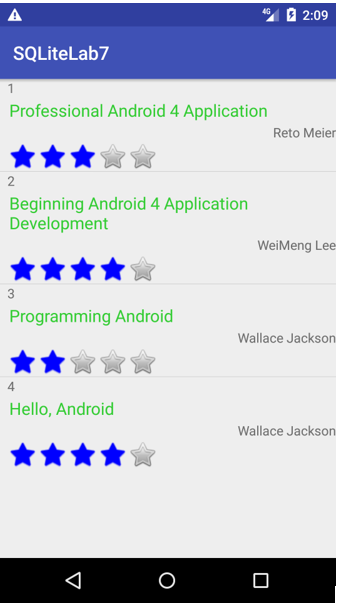 4G 2:09
SQLiteLab7
1
Professional Android 4 Application
Reto Meier
2
Beginning Android 4 Application
Development
WeiMeng Lee
3
Programming Android
Wallace Jackson
4
Hello, Android
Wallace Jackson